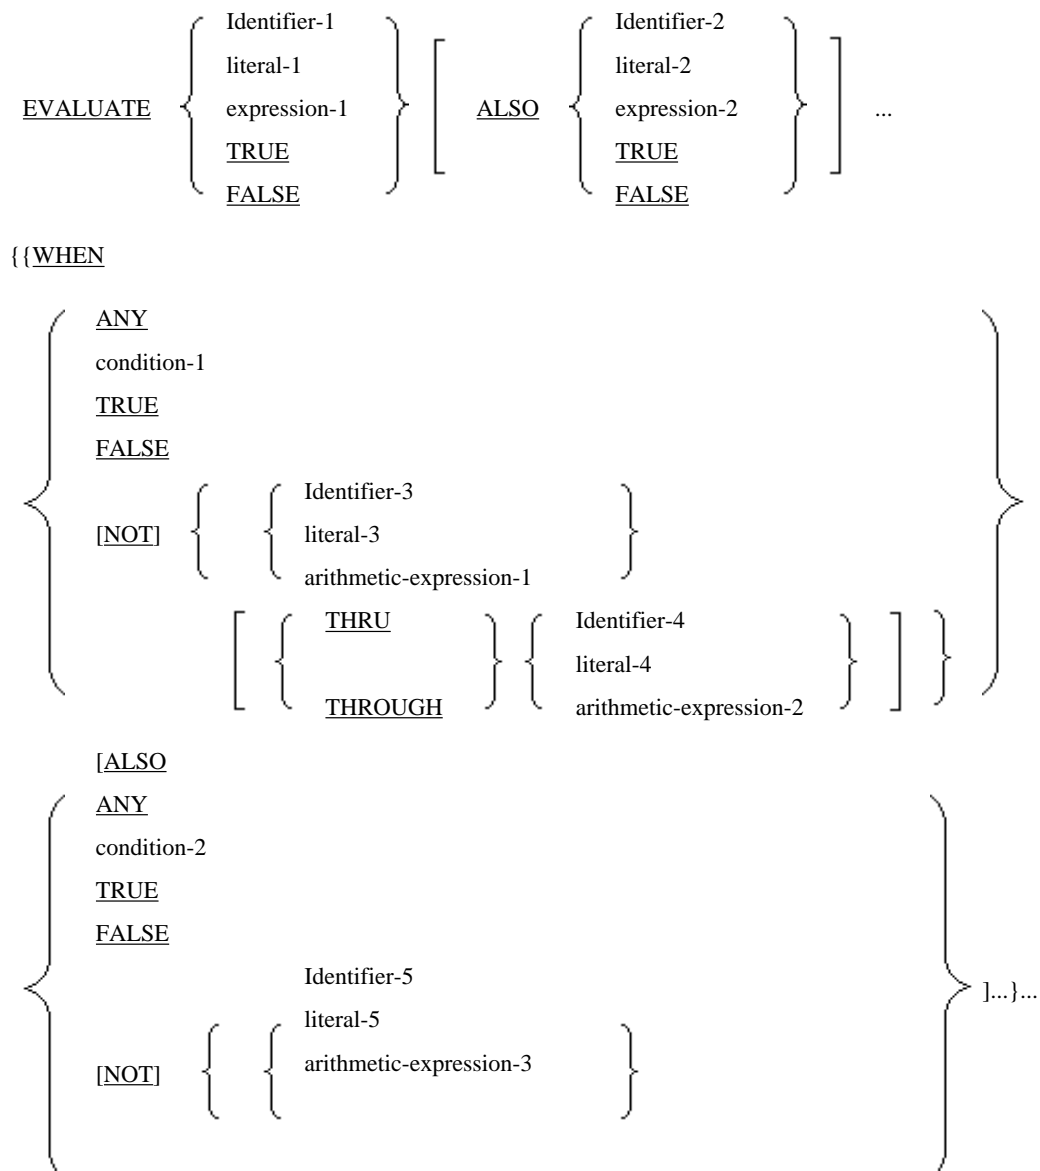 Identifier-1 Identifier-2
literal-1 literal-2
EVALUATE expression-1 ALSO expression-2 ...
TRUE TRUE
FALSE FALSE
{{WHEN
ANY
condition-1
TRUE
FALSE
Identifier-3
[NOT] literal-3
arithmetic-expression-1
THRU Identifier-4
literal-4
THROUGH arithmetic-expression-2
[ALSO
ANY
condition-2
TRUE
FALSE
Identifier-5
]...}...
literal-5
arithmetic-expression-3
[NOT]